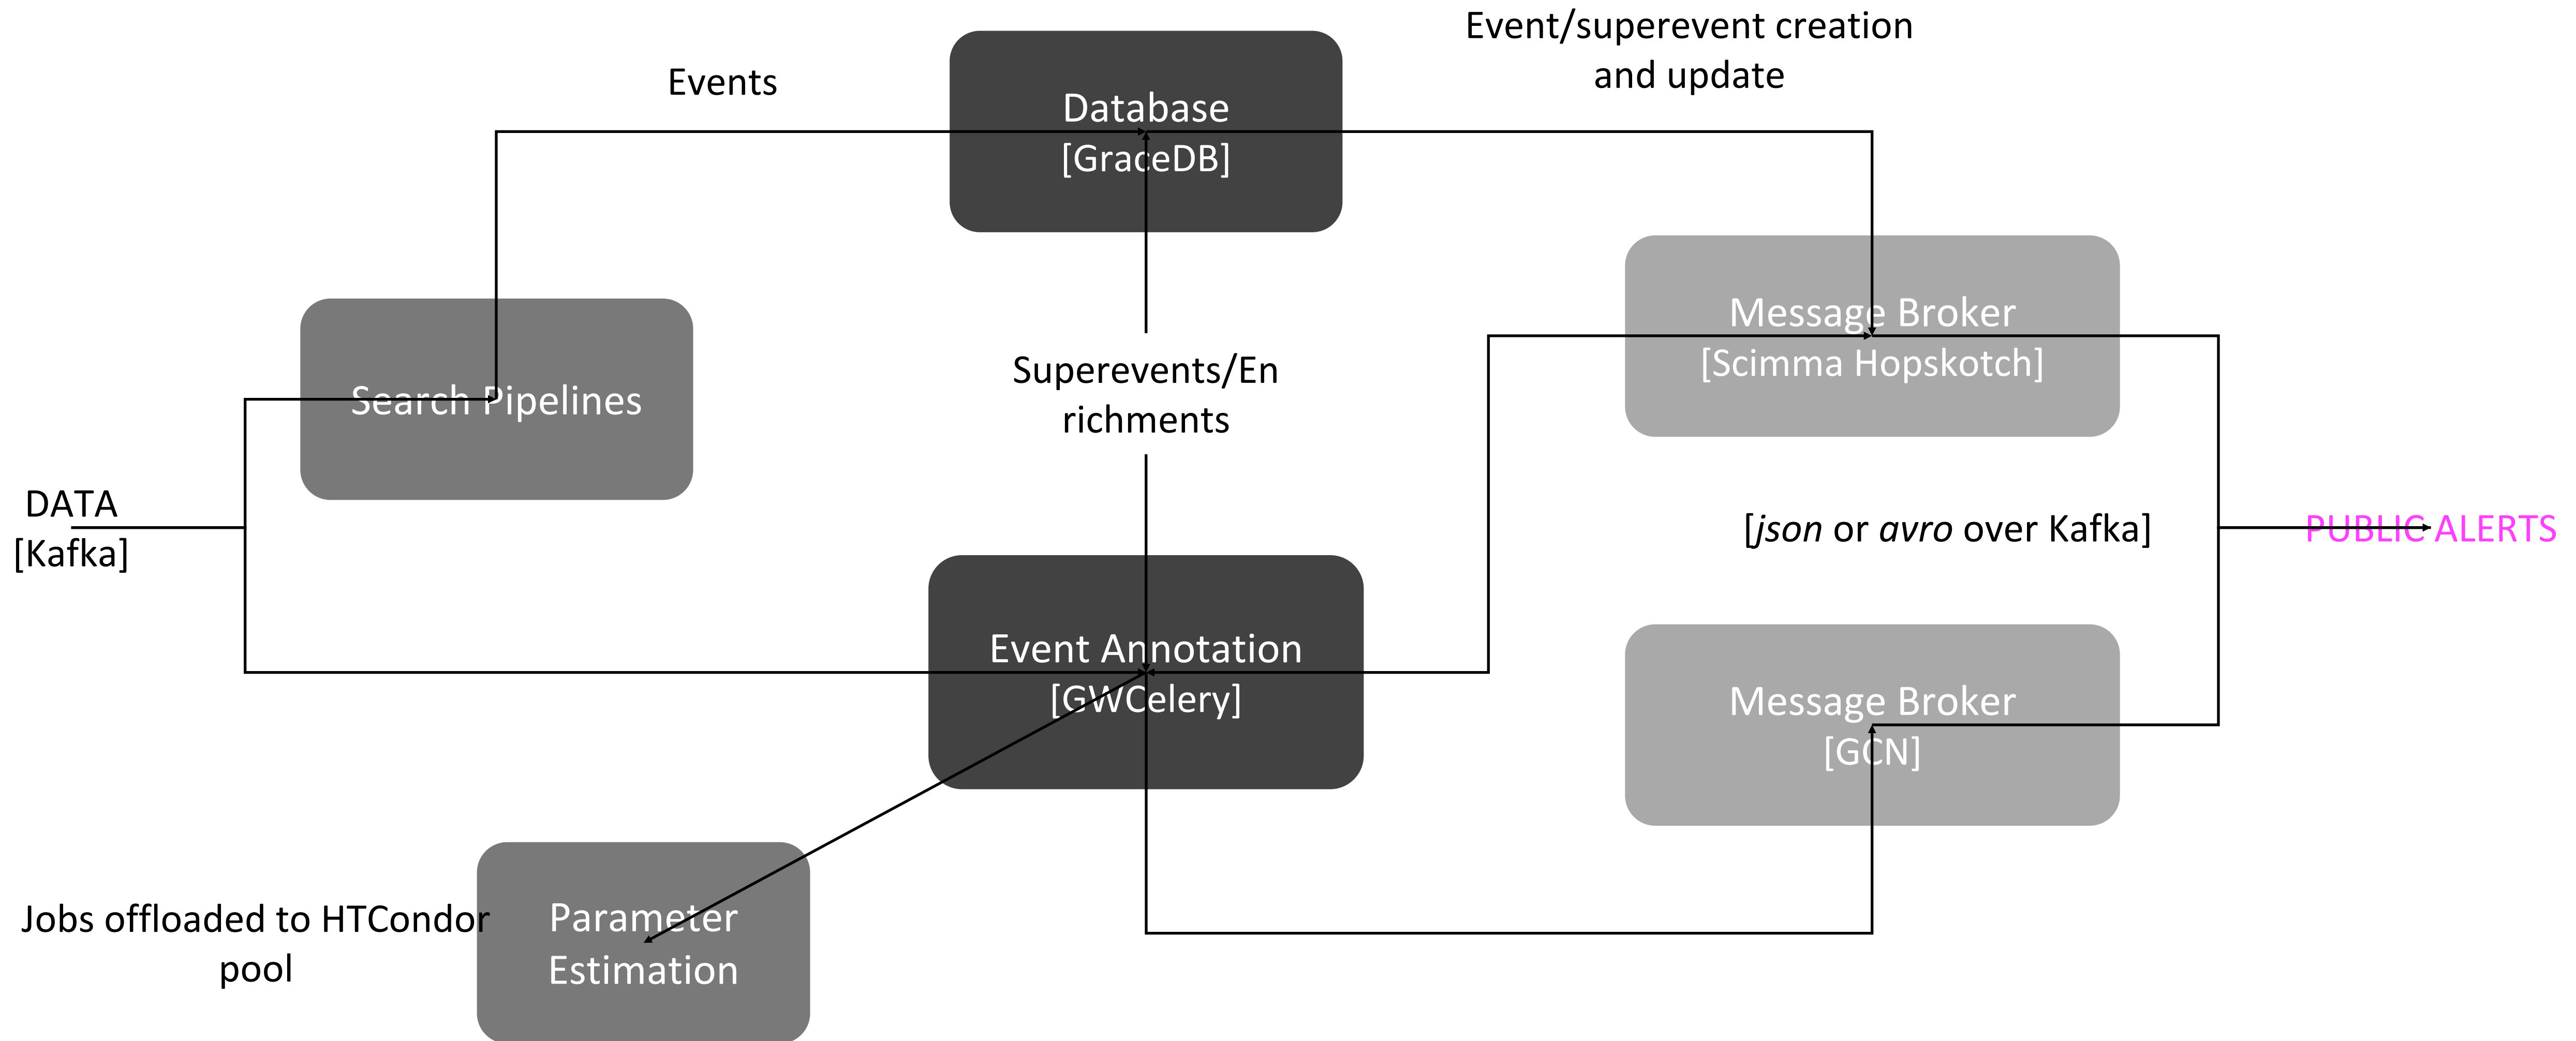 Event/superevent creation
and update
Events
Database
[GraceDB]
Message Broker
[Scimma Hopskotch]
Search Pipelines
Superevents/En
richments
DATA
[Kafka]
[json or avro over Kafka]
PUBLIC ALERTS
Event Annotation
[GWCelery]
Message Broker
[GCN]
Jobs offloaded to HTCondor
pool
Parameter
Estimation